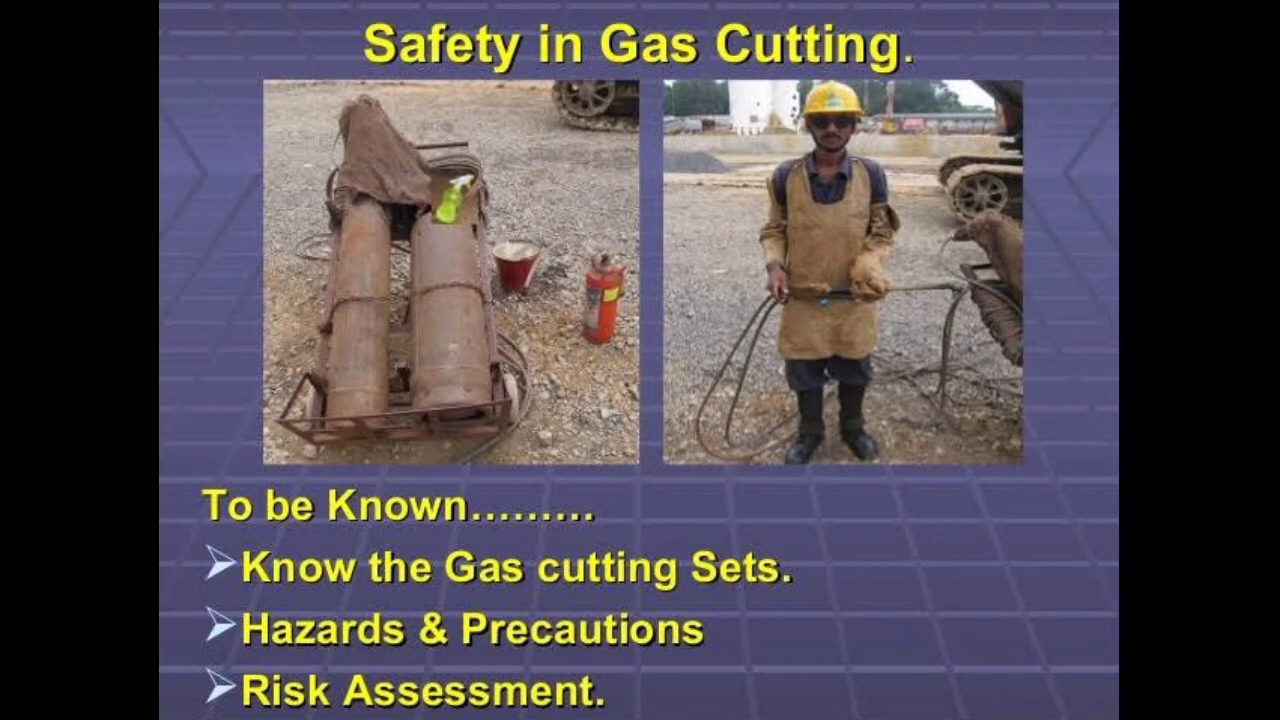 Safety in Gas Cutting.
To be Known………
Know the Gas cutting Sets.
Hazards & Precautions
Risk Assessment.